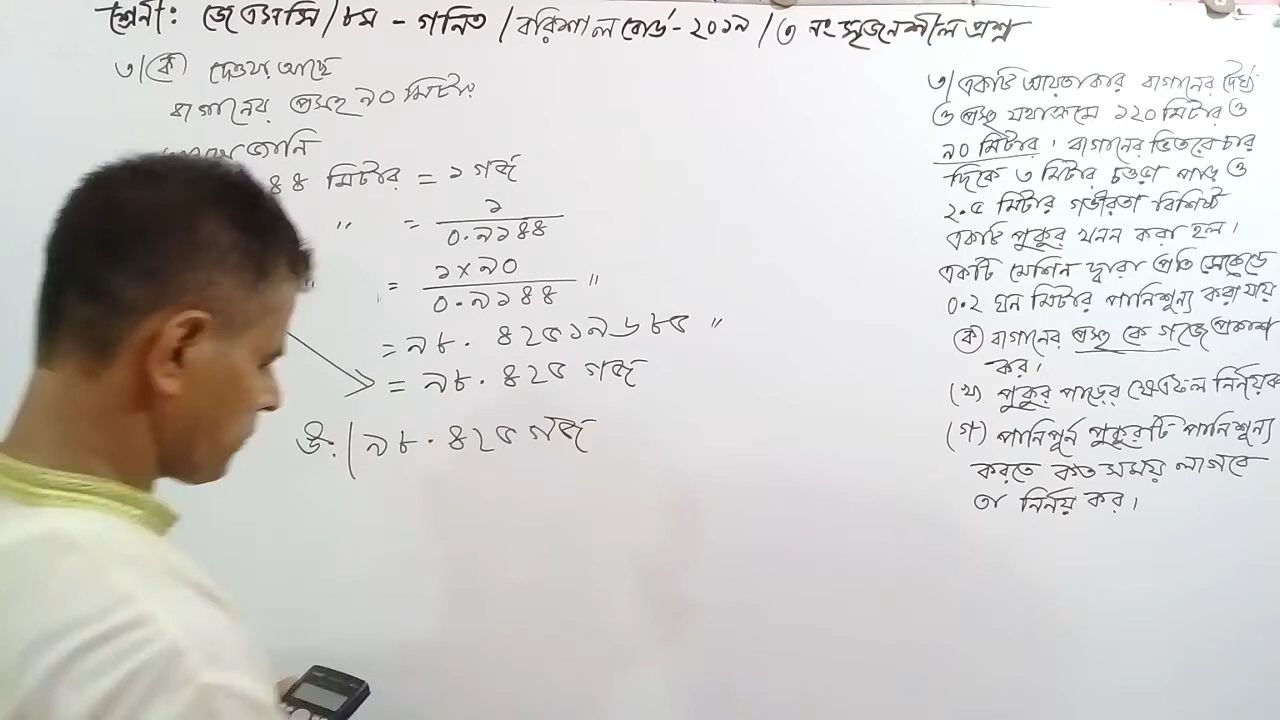 শ্রেনী: জেএসসি/৮ম - গনিত / বরিশাল বোর্ড - ২০১৯ / ৩ নং সৃজনশীল প্রশ্ন
৩/(ক) দেওয়া আছে
বাগানের প্রস্থ ৯০ মিটার
জানি
৪৪ মিটার = ১ গজ
" = ১/০.৯১৪৪
" = ১×৯০/০.৯১৪৪ "
= ৯৮.৪২৫১৯৬৮৫ "
= ৯৮.৪২৫ গজ
উ:/ ৯৮.৪২৫ গজ
৩/ একটি আয়তাকার বাগানের দৈর্ঘ্য
ও প্রস্থ যথাক্রমে ১২০ মিটার ও
৯০ মিটার। বাগানের ভিতরে চার
দিকে ৩ মিটার চওড়া পাড় ও
২.৫ মিটার গভীরতা বিশিষ্ট
একটি পুকুর খনন করা হল।
একটি মেশিন দ্বারা প্রতি সেকেন্ডে
০.২ ঘন মিটার পানিশূন্য করা যায়
(ক) বাগানের প্রস্থ কে গজে প্রকাশ
কর।
(খ) পুকুর পাড়ের ক্ষেত্রফল নির্নয় কর
(গ) পানিপূর্ন পুকুরটি পানিশূন্য
করতে কত সময় লাগবে
তা নির্নয় কর।